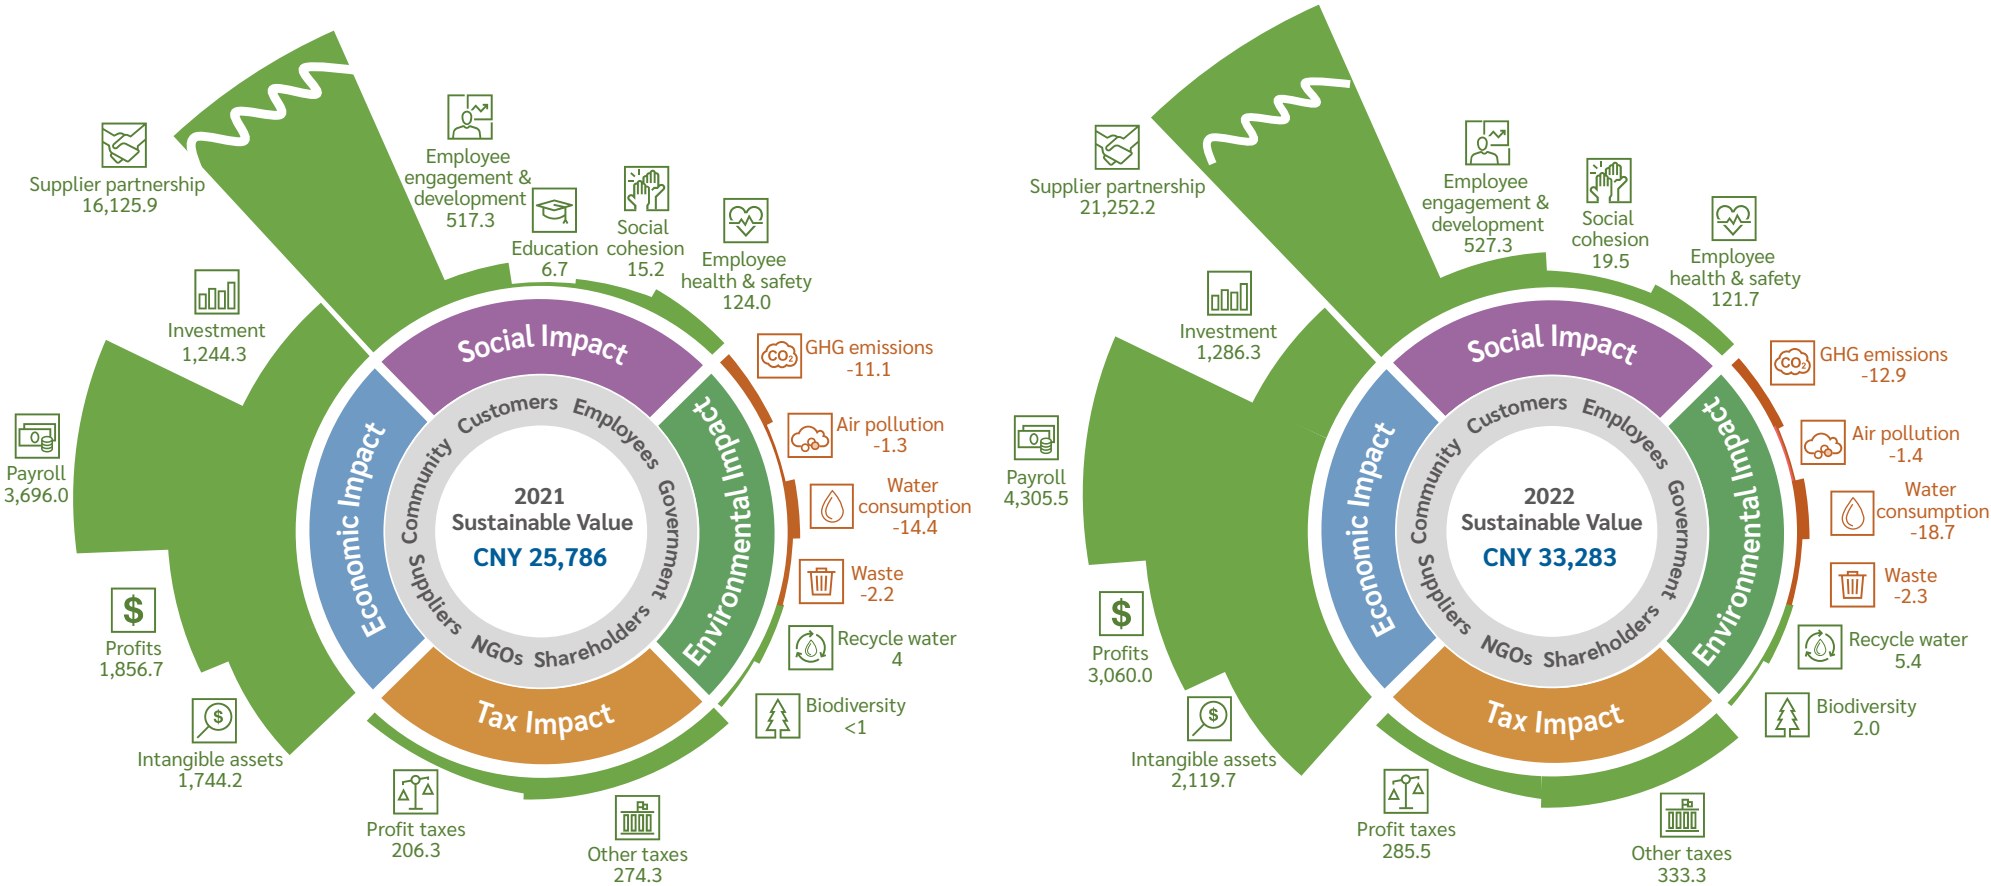 Supplier partnership
16,125.9
Employee
engagement &
development
517.3
Education
6.7
Social
cohesion
15.2
Employee
health & safety
124.0
Investment
1,244.3
Payroll
3,696.0
Profits
1,856.7
$
Intangible assets
1,744.2
$
CO₂
GHG emissions
-11.1
Air pollution
-1.3
Water
consumption
-14.4
Waste
-2.2
Recycle water
4
Biodiversity
<1
Profit taxes
206.3
Other taxes
274.3
Social Impact
Environmental Impact
Tax Impact
Economic Impact
Customers
Employees
Government
Shareholders
NGOs
Suppliers
Community
2021
Sustainable Value
CNY 25,786
Supplier partnership
21,252.2
Employee
engagement &
development
527.3
Social
cohesion
19.5
Employee
health & safety
121.7
Investment
1,286.3
Payroll
4,305.5
$
Profits
3,060.0
$
Intangible assets
2,119.7
CO₂
GHG emissions
-12.9
Air pollution
-1.4
Water
consumption
-18.7
Waste
-2.3
Recycle water
5.4
Biodiversity
2.0
Profit taxes
285.5
Other taxes
333.3
Social Impact
Environmental Impact
Tax Impact
Economic Impact
Customers
Employees
Government
Shareholders
NGOs
Suppliers
Community
2022
Sustainable Value
CNY 33,283